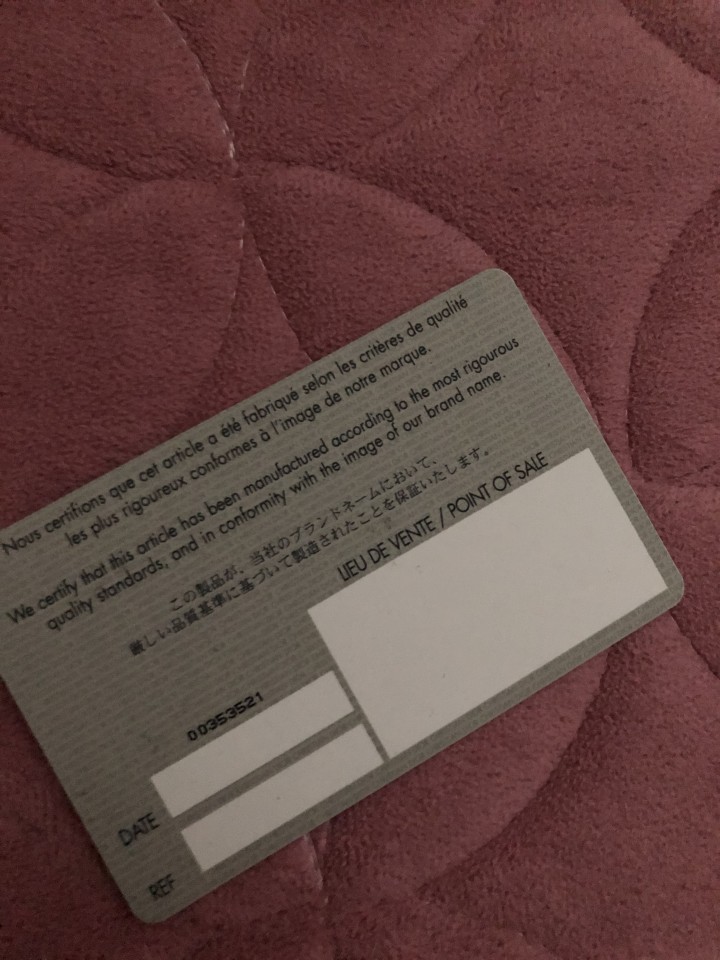 Nous certifions que cet article a été fabriqué selon les critères de qualité
les plus rigoureux conformes à l'image de notre marque.
We certify that this article has been manufactured according to the most rigourous
quality standards, and in conformity with the image of our brand name.
この製品が、当社のブランドネームにおいて、
厳しい品質基準に基づいて製造されたことを保証いたします。
LIEU DE VENTE / POINT OF SALE
00353521
DATE
REF